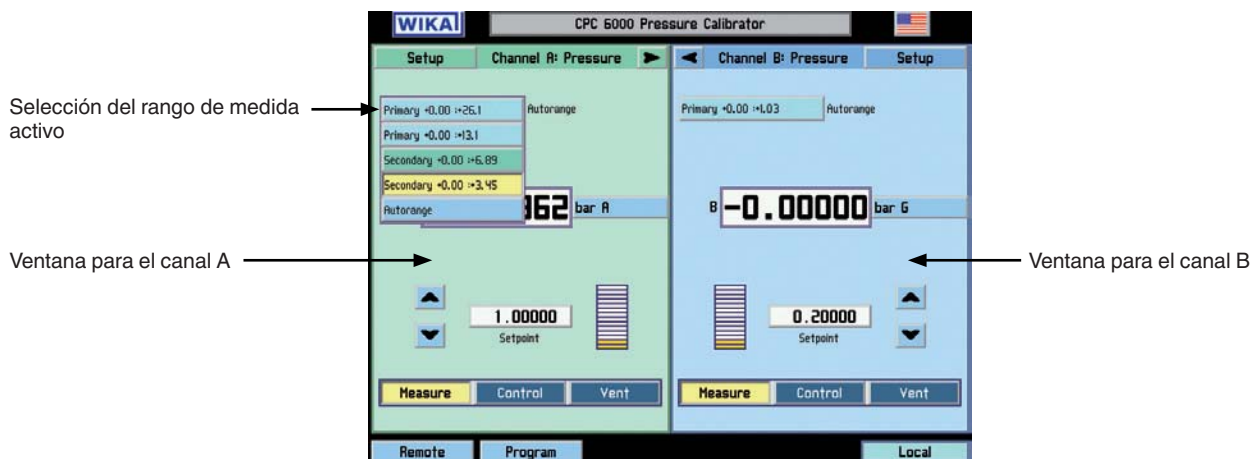 WIKAI
CPC 6000 Pressure Calibrator
Setup
Channel A: Pressure
Channel B: Pressure
Setup
Selección del rango de medida
activo
Primary +0.00 :+26.1
Autorange
Primary +0.00 :+13.1
Secondary +0.00 :+6.89
Secondary +0.00 :+3.45
Autorange
362 bar A
Primary +0.00 :+1.03
Autorange
B -0.00000 bar G
Ventana para el canal A
Ventana para el canal B
1.00000
Setpoint
0.20000
Setpoint
Measure
Control
Vent
Measure
Control
Vent
Remote
Program
Local